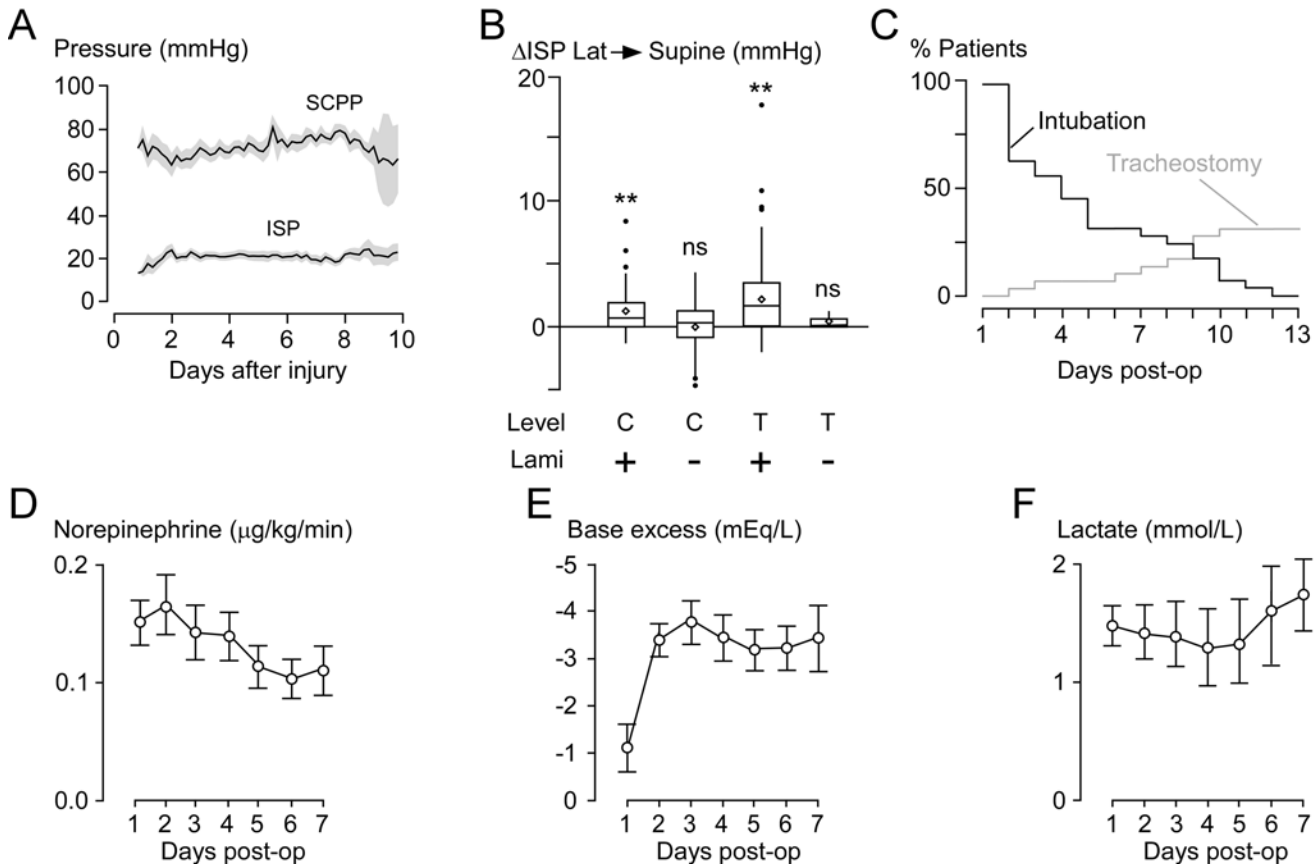 A
Pressure (mmHg)
100
80
60
40
20
0
SCPP
ISP
0 2 4 6 8 10
Days after injury
B
ΔISP Lat → Supine (mmHg)
20
10
0
**
ns
**
ns
Level C C T T
Lami + - + -
C
% Patients
100
50
0
Intubation
Tracheostomy
1 4 7 10 13
Days post-op
D
Norepinephrine (μg/kg/min)
0.2
0.1
0.0
1 2 3 4 5 6 7
Days post-op
E
Base excess (mEq/L)
-5
-4
-3
-2
-1
0
1 2 3 4 5 6 7
Days post-op
F
Lactate (mmol/L)
2
1
0
1 2 3 4 5 6 7
Days post-op